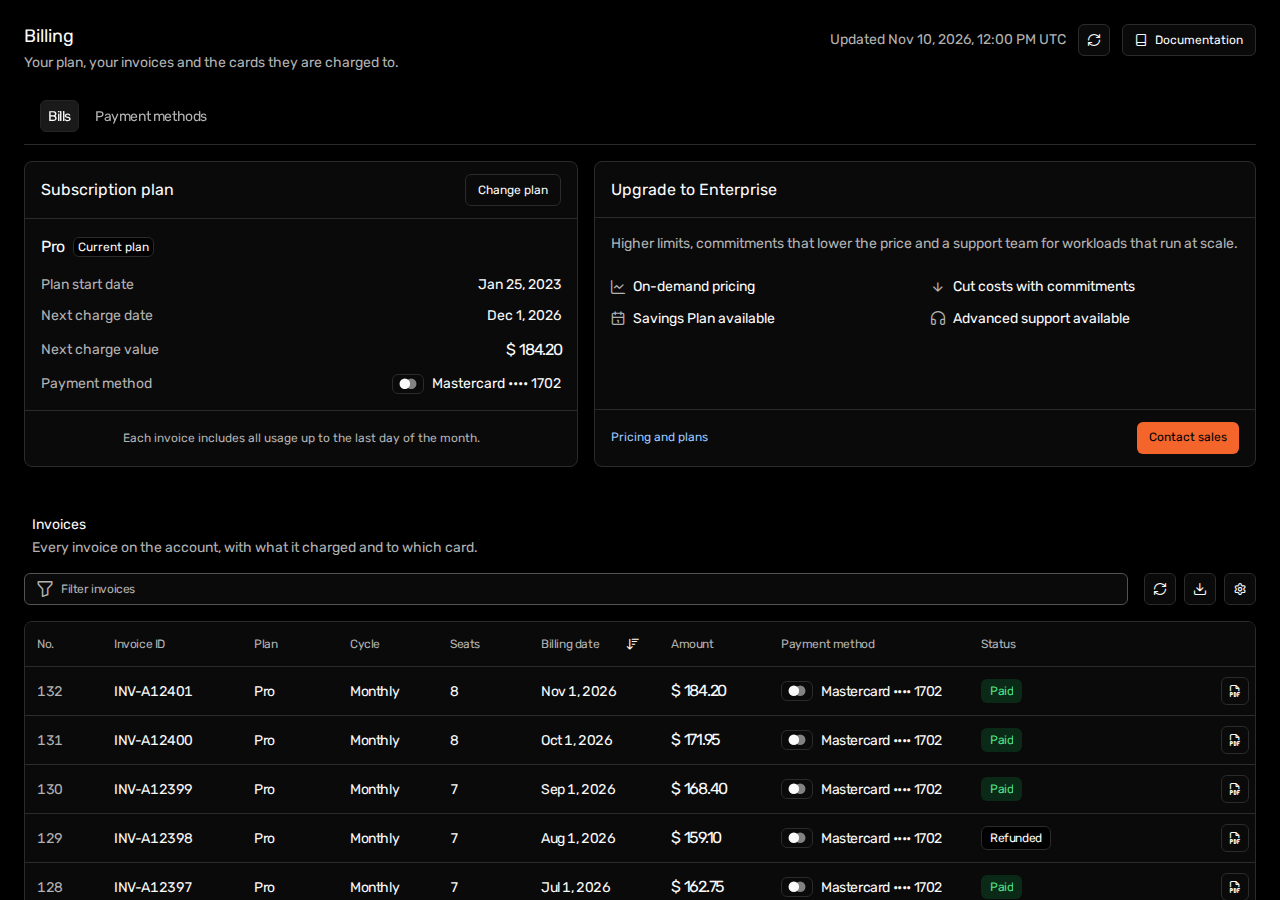 Billing
Your plan, your invoices and the cards they are charged to.
Updated Nov 10, 2026, 12:00 PM UTC
Documentation
Bills
Payment methods
Subscription plan
Change plan
Pro
Current plan
Plan start date
Jan 25, 2023
Next charge date
Dec 1, 2026
Next charge value
$ 184.20
Payment method
Mastercard •••• 1702
Each invoice includes all usage up to the last day of the month.
Upgrade to Enterprise
Higher limits, commitments that lower the price and a support team for workloads that run at scale.
On-demand pricing
Cut costs with commitments
Savings Plan available
Advanced support available
Pricing and plans
Contact sales
Invoices
Every invoice on the account, with what it charged and to which card.
Filter invoices
No. Invoice ID Plan Cycle Seats Billing date Amount Payment method Status
132 INV-A12401 Pro Monthly 8 Nov 1, 2026 $ 184.20 Mastercard •••• 1702 Paid PDF
131 INV-A12400 Pro Monthly 8 Oct 1, 2026 $ 171.95 Mastercard •••• 1702 Paid PDF
130 INV-A12399 Pro Monthly 7 Sep 1, 2026 $ 168.40 Mastercard •••• 1702 Paid PDF
129 INV-A12398 Pro Monthly 7 Aug 1, 2026 $ 159.10 Mastercard •••• 1702 Refunded PDF
128 INV-A12397 Pro Monthly 7 Jul 1, 2026 $ 162.75 Mastercard •••• 1702 Paid PDF